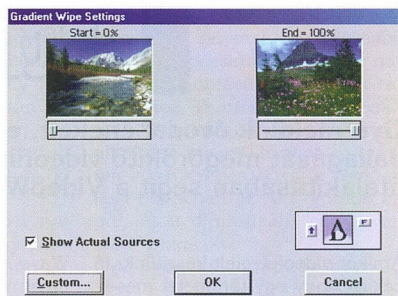 Gradient Wipe Settings
Start = 0%
End = 100%
Show Actual Sources
F
Custom...
OK
Cancel